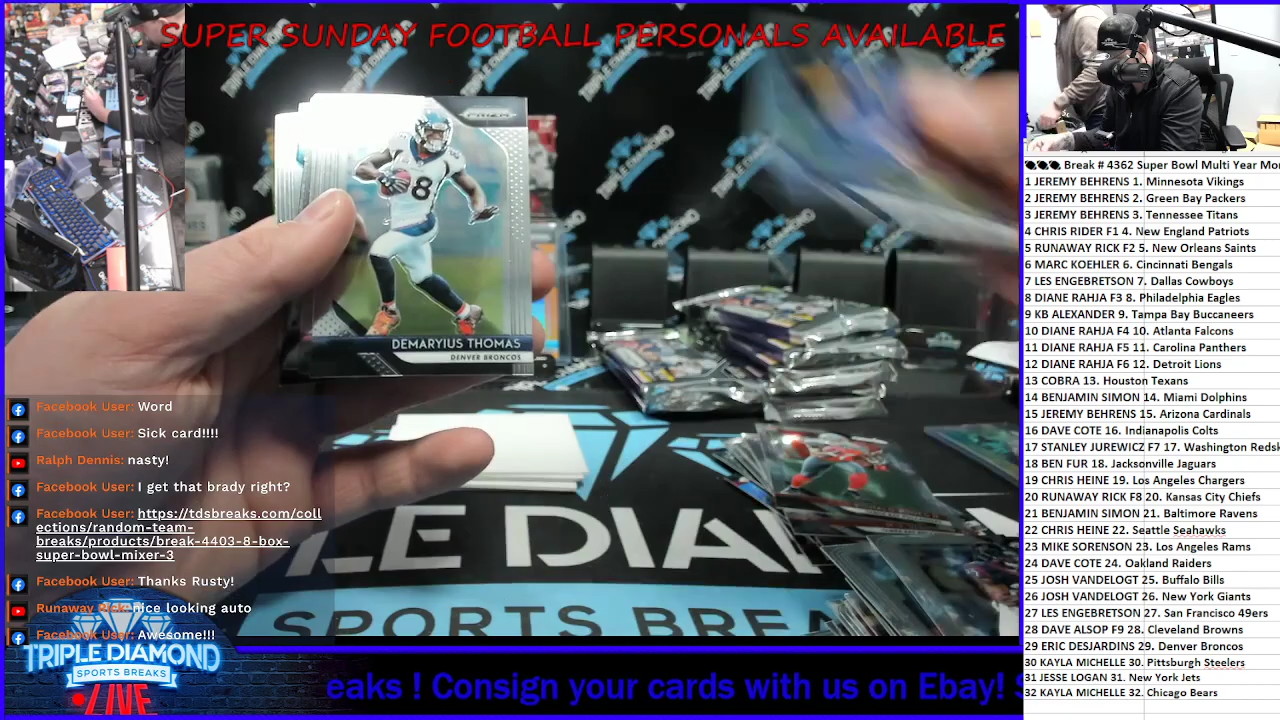 SUPER SUNDAY FOOTBALL PERSONALS AVAILABLE
PRIZM
8
DEMARYIUS THOMAS
DENVER BRONCOS
TRIPLE DIAMOND
LE DIA
SPORTS BREA
Facebook User: Word
Facebook User: Sick card!!!!
Ralph Dennis: nasty!
Facebook User: I get that brady right?
Facebook User: https://tdsbreaks.com/coll
ections/random-team-
breaks/products/break-4403-8-box-
super-bowl-mixer-3
Facebook User: Thanks Rusty!
Runaway Rick: nice looking auto
Facebook User: Awesome!!!
TRIPLE DIAMOND
SPORTS BREAKS
LIVE
eaks ! Consign your cards with us on Ebay! S
Break # 4362 Super Bowl Multi Year Mo
1 JEREMY BEHRENS 1. Minnesota Vikings
2 JEREMY BEHRENS 2. Green Bay Packers
3 JEREMY BEHRENS 3. Tennessee Titans
4 CHRIS RIDER F1 4. New England Patriots
5 RUNAWAY RICK F2 5. New Orleans Saints
6 MARC KOEHLER 6. Cincinnati Bengals
7 LES ENGEBRETSON 7. Dallas Cowboys
8 DIANE RAHJA F3 8. Philadelphia Eagles
9 KB ALEXANDER 9. Tampa Bay Buccaneers
10 DIANE RAHJA F4 10. Atlanta Falcons
11 DIANE RAHJA F5 11. Carolina Panthers
12 DIANE RAHJA F6 12. Detroit Lions
13 COBRA 13. Houston Texans
14 BENJAMIN SIMON 14. Miami Dolphins
15 JEREMY BEHRENS 15. Arizona Cardinals
16 DAVE COTE 16. Indianapolis Colts
17 STANLEY JUREWICZ F7 17. Washington Redsk
18 BEN FUR 18. Jacksonville Jaguars
19 CHRIS HEINE 19. Los Angeles Chargers
20 RUNAWAY RICK F8 20. Kansas City Chiefs
21 BENJAMIN SIMON 21. Baltimore Ravens
22 CHRIS HEINE 22. Seattle Seahawks
23 MIKE SORENSON 23. Los Angeles Rams
24 DAVE COTE 24. Oakland Raiders
25 JOSH VANDELOGT 25. Buffalo Bills
26 JOSH VANDELOGT 26. New York Giants
27 LES ENGEBRETSON 27. San Francisco 49ers
28 DAVE ALSOP F9 28. Cleveland Browns
29 29. Denver Broncos
30 KAYLA MICELLI 30. Pittsburgh Steelers
31 JESSE LOGAN 31. New York Jets
32 KAYLA MICELLI 32. Chicago Bears